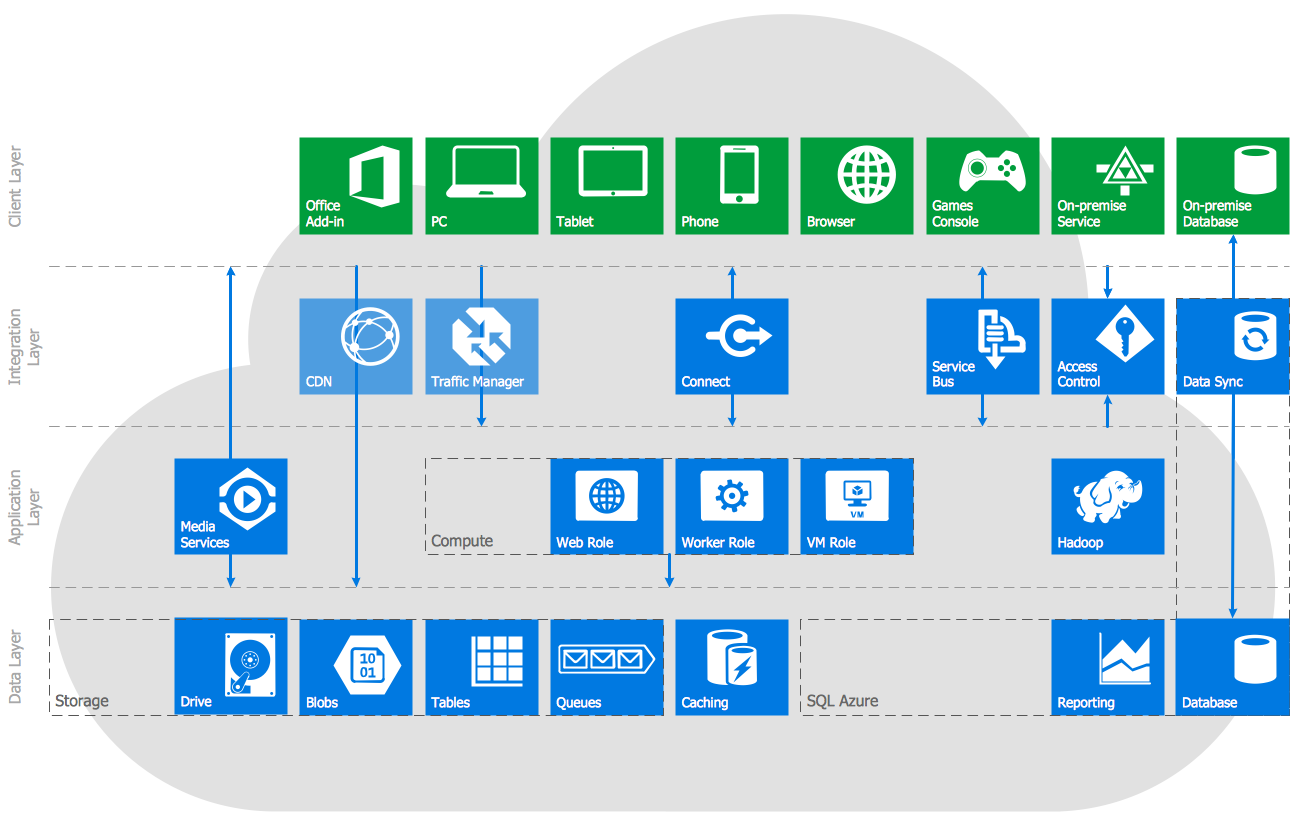 Client Layer
Office
Add-in
PC
Tablet
Phone
Browser
Games
Console
On-premise
Service
On-premise
Database
Integration
Layer
CDN
Traffic Manager
Connect
Service
Bus
Access
Control
Data Sync
Application
Layer
Media
Services
Compute
Web Role
Worker Role
VM
VM Role
Hadoop
Data Layer
Storage
Drive
10
01
Blobs
Tables
Queues
Caching
SQL Azure
Reporting
Database